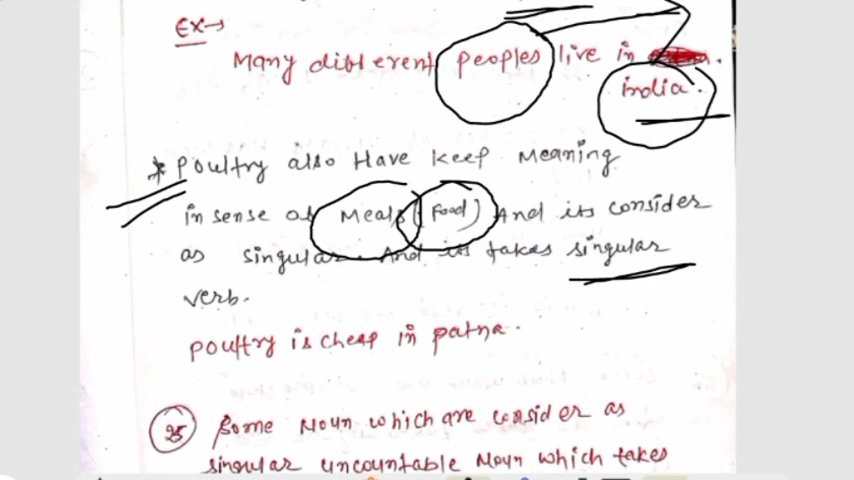 Ex→
Many different peoples live in
india.
* Poultry also Have keep Meaning
in sense of Meals (Food) And its consider
as singular. And its takes singular
verb.
Poultry is cheap in patna.
25 Some Noun which are consider as
singular uncountable Noun which takes